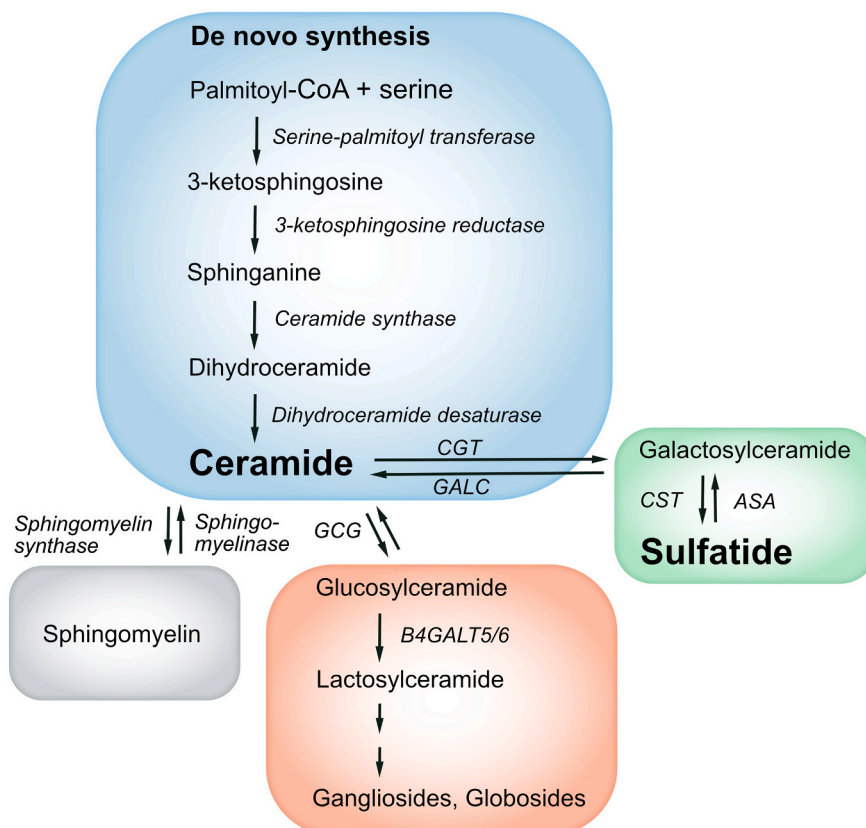 De novo synthesis
Palmitoyl-CoA + serine
Serine-palmitoyl transferase
3-ketosphingosine
3-ketosphingosine reductase
Sphinganine
Ceramide synthase
Dihydroceramide
Dihydroceramide desaturase
Ceramide
CGT
GALC
Galactosylceramide
CST
ASA
Sulfatide
Sphingomyelin
synthase
Sphingo-
myelinase
GCG
Sphingomyelin
Glucosylceramide
B4GALT5/6
Lactosylceramide
Gangliosides, Globosides